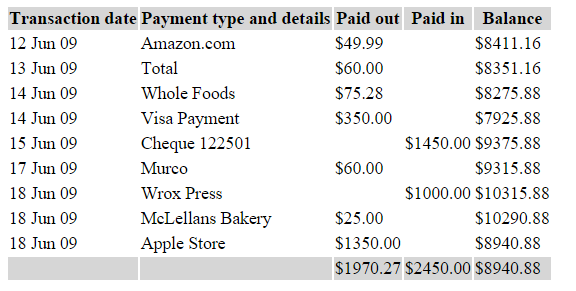 Transaction date Payment type and details Paid out Paid in Balance
12 Jun 09 Amazon.com $49.99 $8411.16
13 Jun 09 Total $60.00 $8351.16
14 Jun 09 Whole Foods $75.28 $8275.88
14 Jun 09 Visa Payment $350.00 $7925.88
15 Jun 09 Cheque 122501 $1450.00 $9375.88
17 Jun 09 Murco $60.00 $9315.88
18 Jun 09 Wrox Press $1000.00 $10315.88
18 Jun 09 McLellans Bakery $25.00 $10290.88
18 Jun 09 Apple Store $1350.00 $8940.88
$1970.27 $2450.00 $8940.88